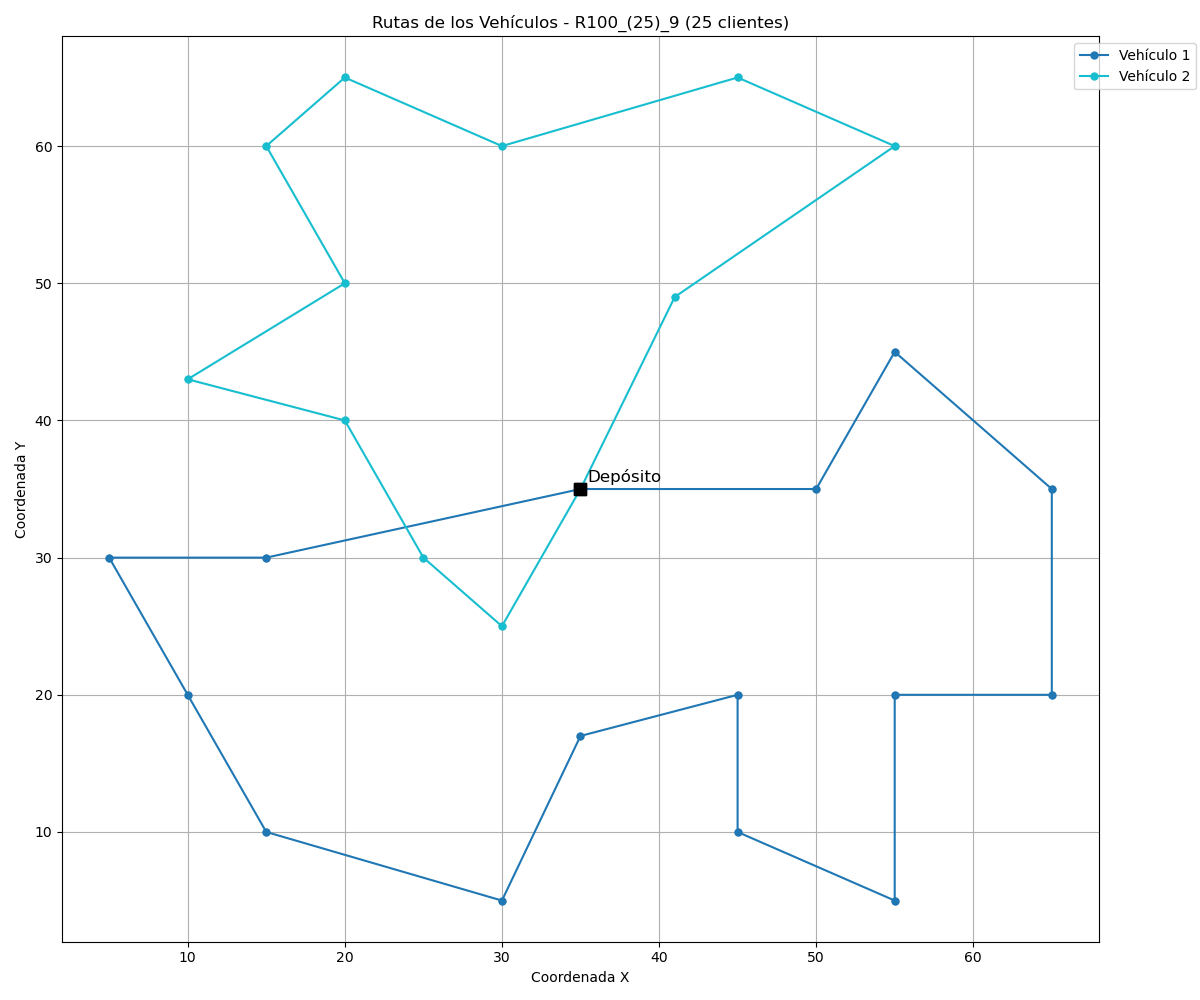 Rutas de los Vehículos - R100_(25)_9 (25 clientes)
Vehículo 1
Vehículo 2
60
50
Coordenada Y
40
Depósito
30
20
10
10 20 30 40 50 60
Coordenada X